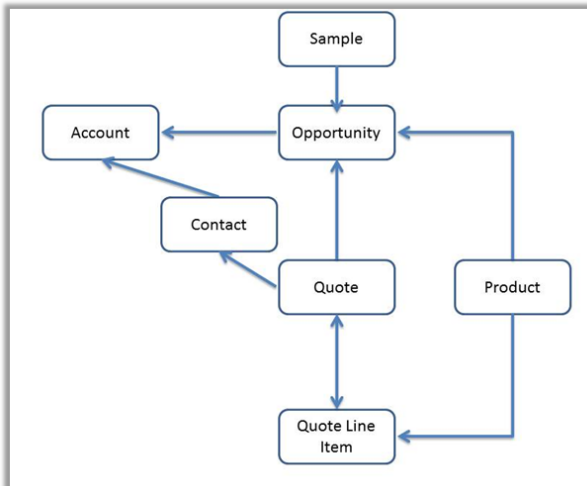 Sample
Account
Opportunity
Contact
Quote
Product
Quote Line
Item